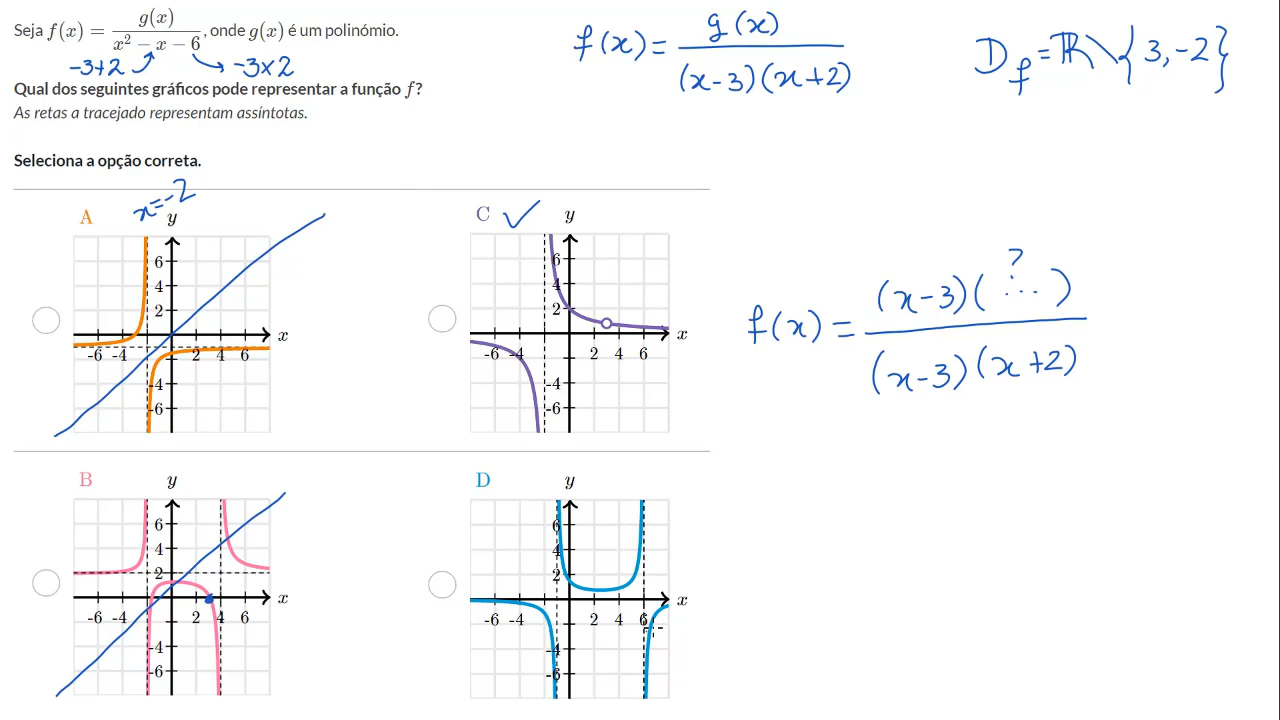 Seja f(x) = g(x) / x² − x − 6, onde g(x) é um polinómio.
-3+2 -3×2
Qual dos seguintes gráficos pode representar a função f?
As retas a tracejado representam assíntotas.
Seleciona a opção correta.
f(x) = g(x) / (x-3)(x+2)
D_f = ℝ \ {3, -2}
A x=-2 y
6
4
2
x
-6 -4 2 4 6
-4
-6
C ✓ y
6
4
2
x
-6 -4 2 4 6
-6
f(x) = (x-3)( ?... ) / (x-3)(x+2)
B y
6
4
2
x
-6 -4 2 4 6
-4
-6
D y
6
4
2
x
-6 -4 2 4 6
-4
-6